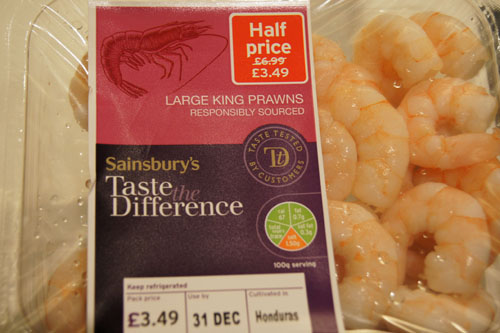 Half
price
£6.99
£3.49
LARGE KING PRAWNS
RESPONSIBLY SOURCED
TASTE TESTED
Td
BY CUSTOMERS
Sainsbury's
Taste the
Difference
100g serving
Keep refrigerated
Pack price
Use by
Cultivated in
£3.49
31 DEC
Honduras